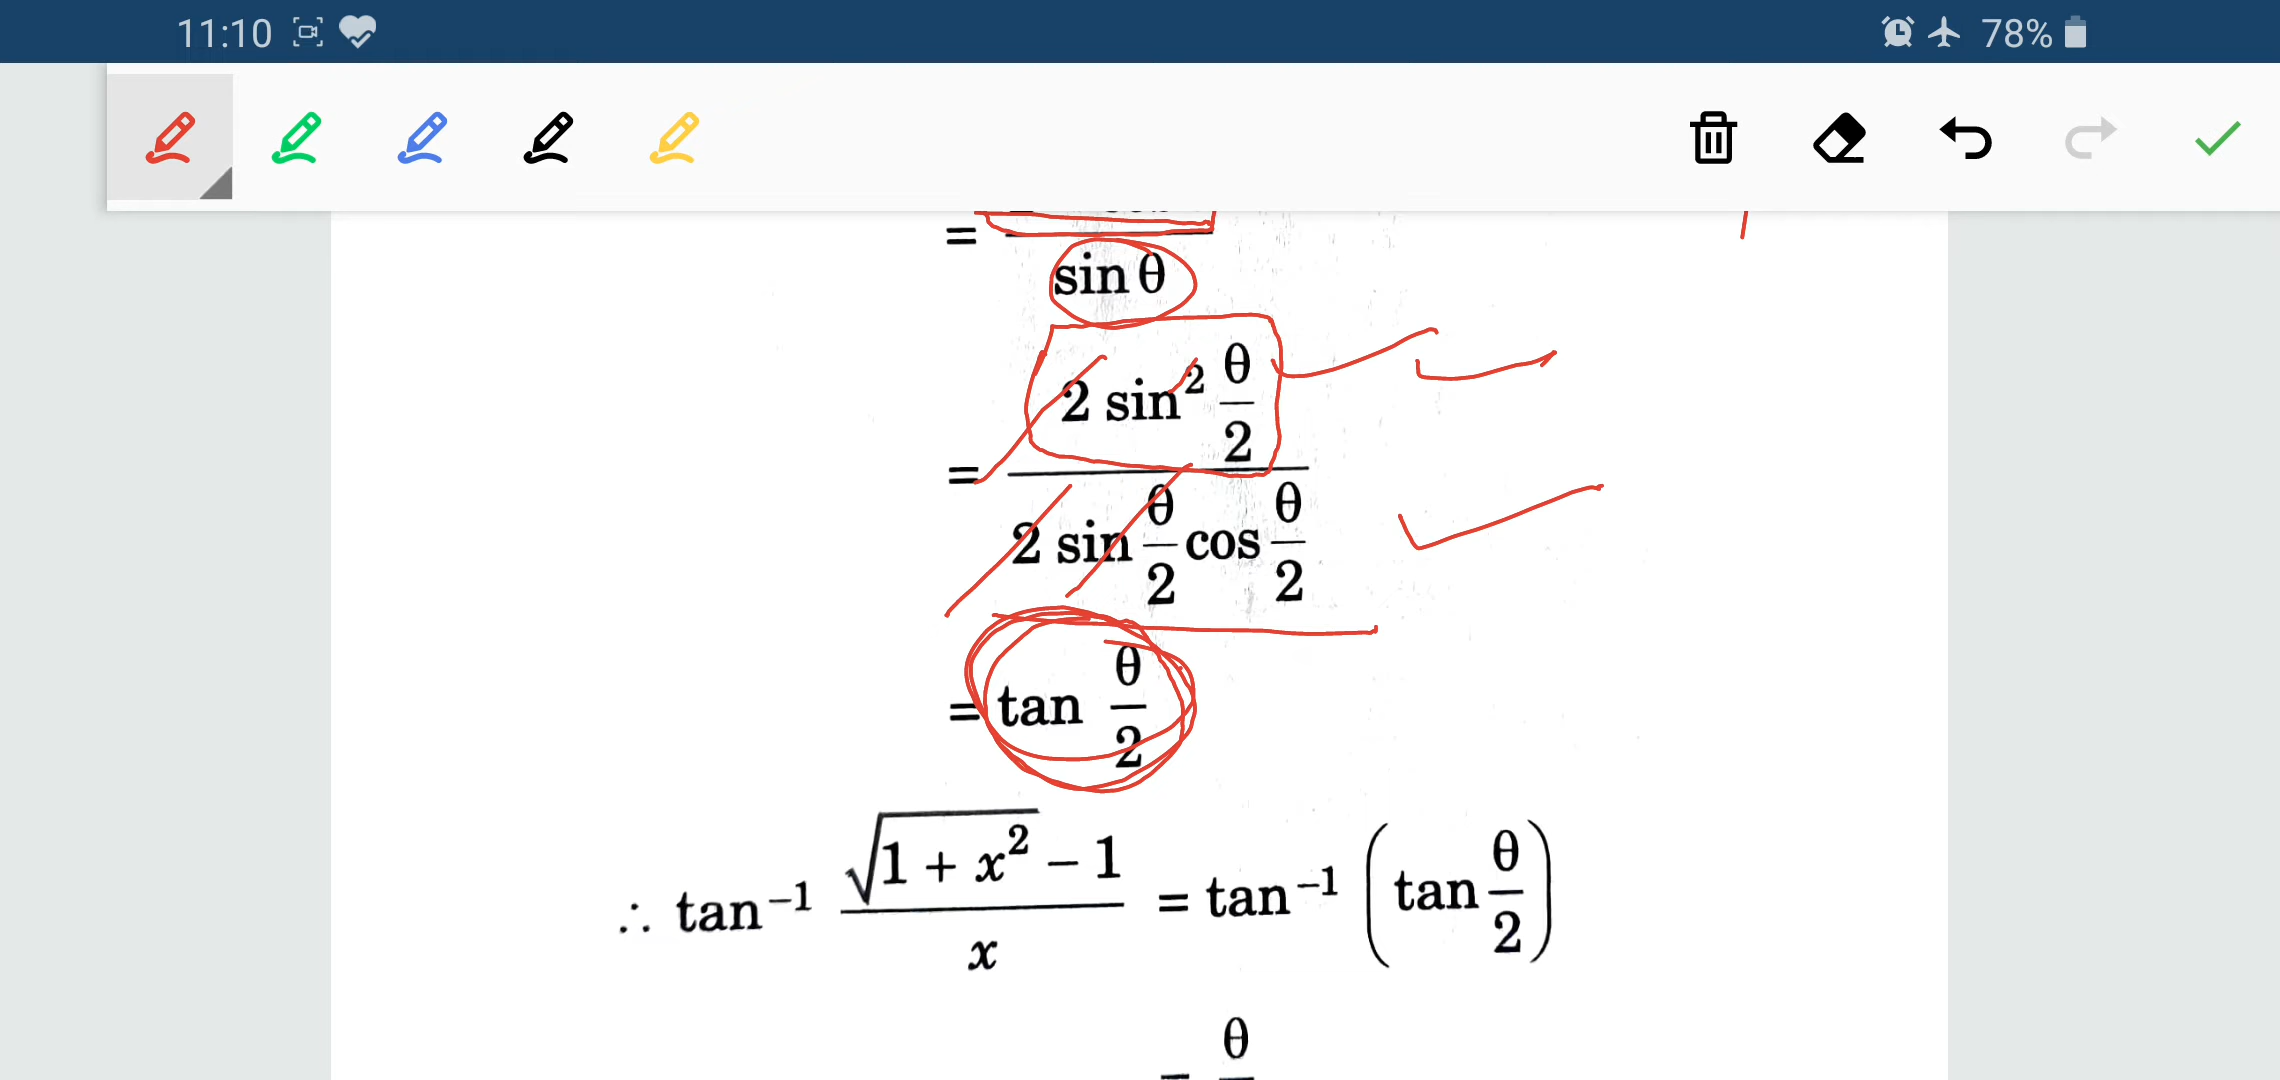 11:10 78%
=
sin θ
= 2 sin² θ/2 / 2 sin θ/2 cos θ/2
= tan θ/2
∴ tan⁻¹ √(1 + x²) − 1 / x = tan⁻¹ (tan θ/2)
= θ